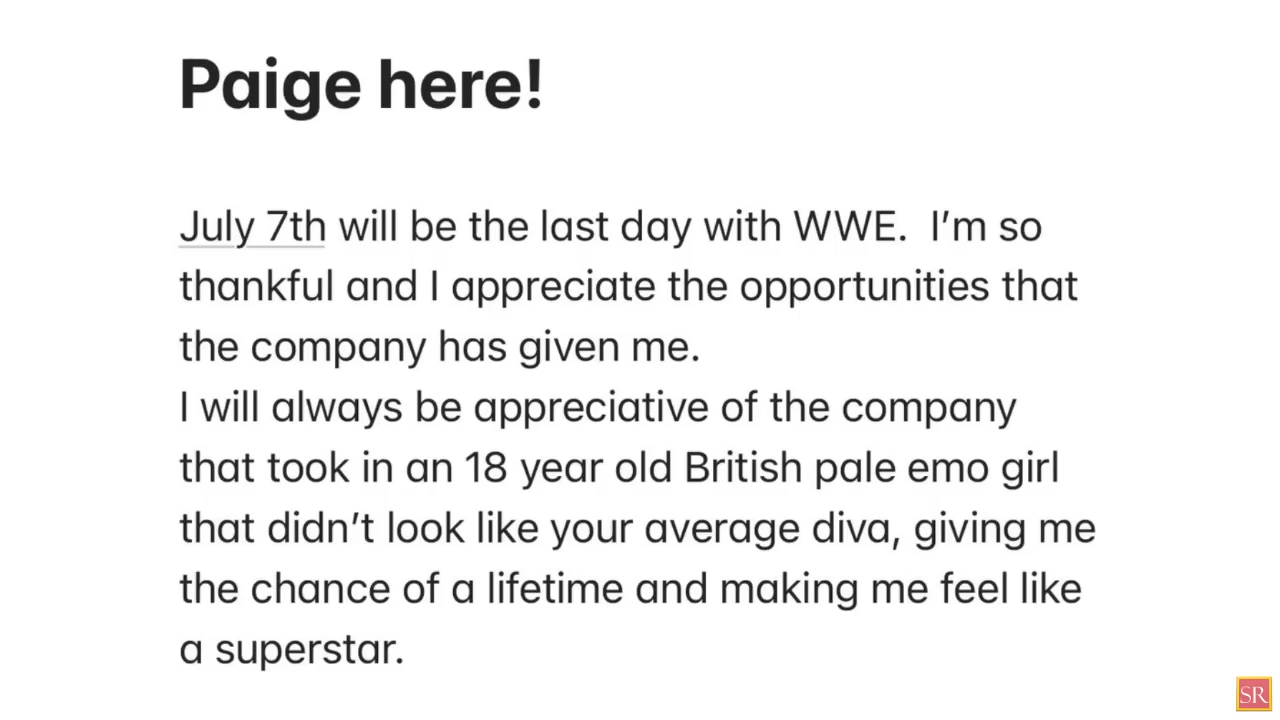 Paige here!
July 7th will be the last day with WWE.  I’m so
thankful and I appreciate the opportunities that
the company has given me.
I will always be appreciative of the company
that took in an 18 year old British pale emo girl
that didn’t look like your average diva, giving me
the chance of a lifetime and making me feel like
a superstar.
SR